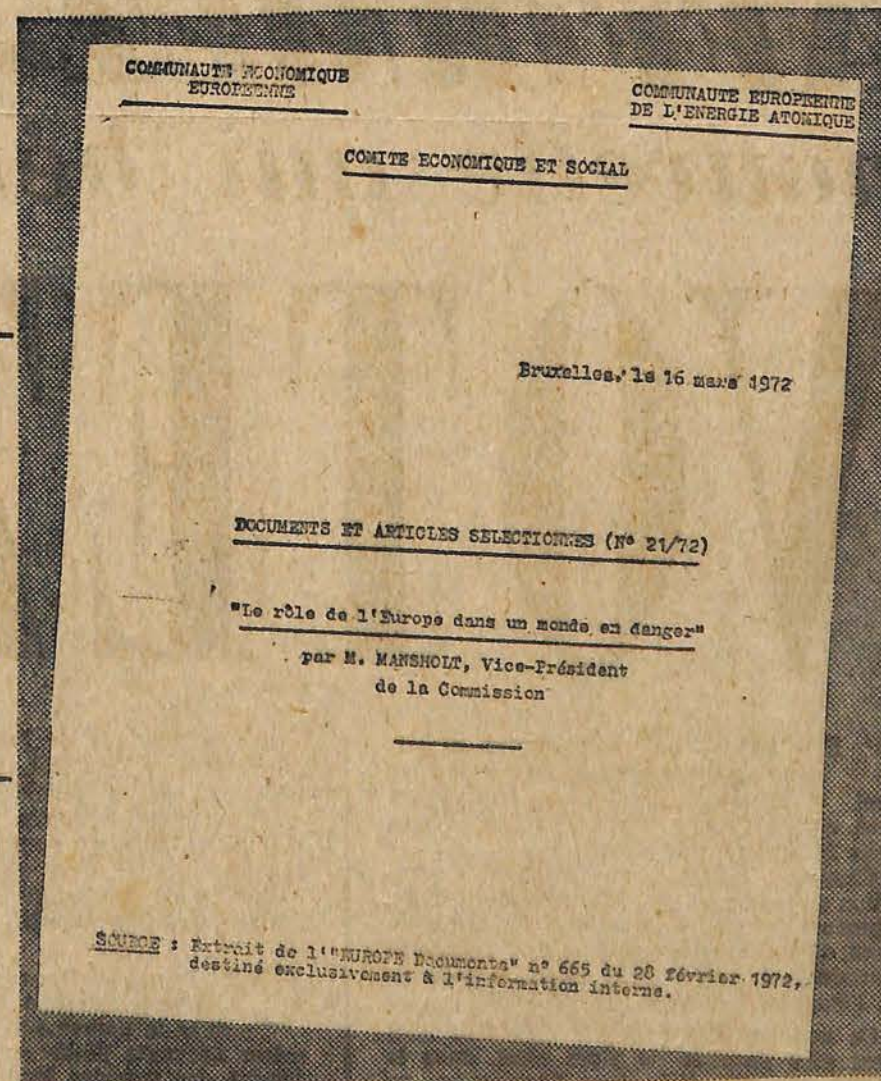 COMMUNAUTE ECONOMIQUE
EUROPEENNE
COMMUNAUTE EUROPEENNE
DE L'ENERGIE ATOMIQUE
COMITE ECONOMIQUE ET SOCIAL
Bruxelles, le 16 mars 1972
DOCUMENTS ET ARTICLES SELECTIONNES (N° 21/72)
"Le rôle de l'Europe dans un monde en danger"
par M. MANSHOLT, Vice-Président
de la Commission
SOURCE : Extrait de l'"EUROPE Documents" n° 665 du 28 février 1972,
destiné exclusivement à l'information interne.